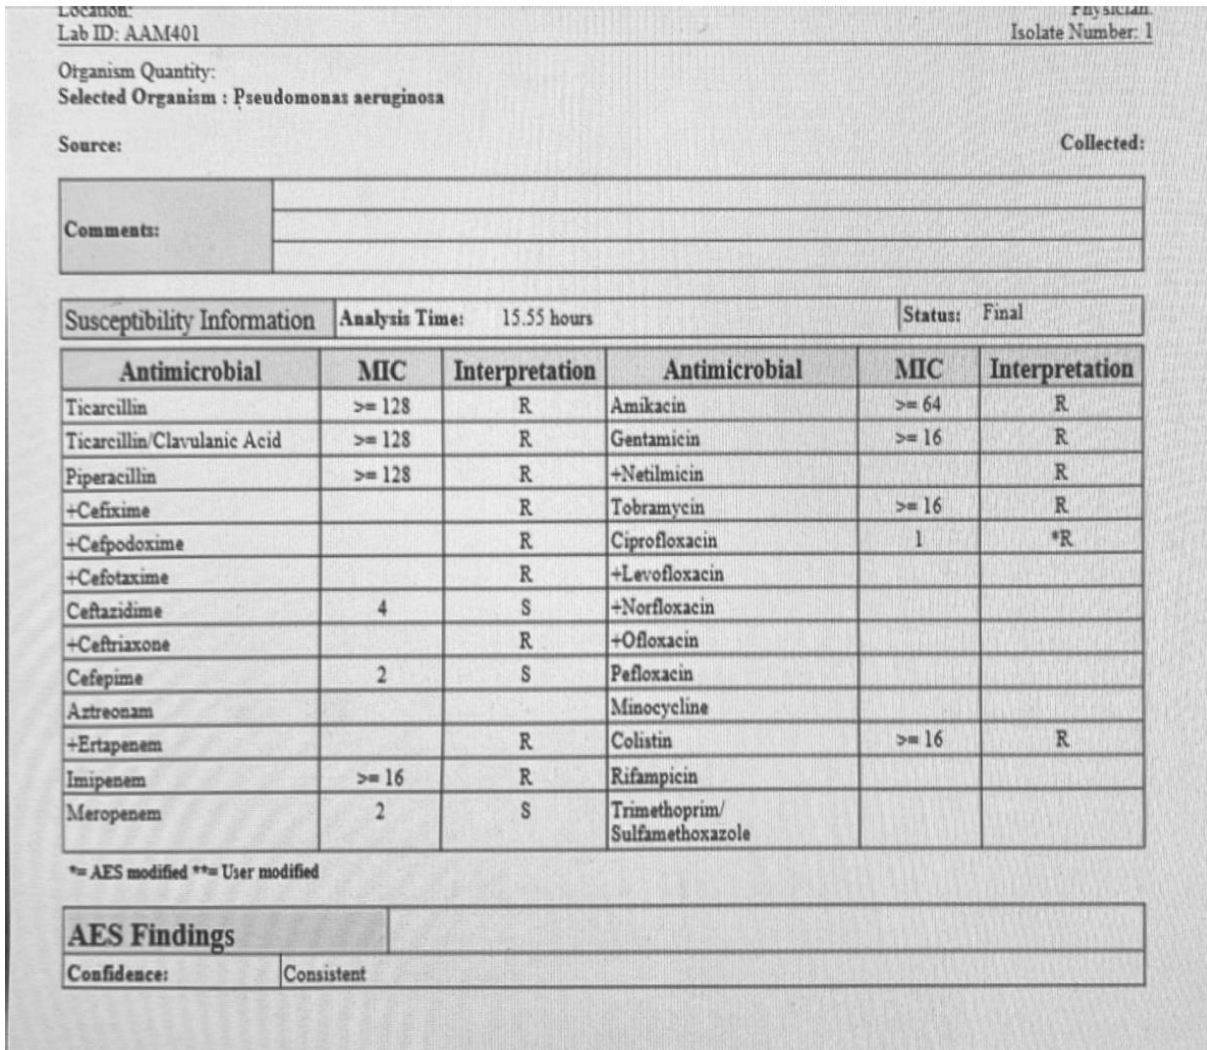 Location: Physician:
Lab ID: AAM401 Isolate Number: 1
Organism Quantity:
Selected Organism : Pseudomonas aeruginosa
Source: Collected:
Comments:
Susceptibility Information Analysis Time: 15.55 hours Status: Final
Antimicrobial MIC Interpretation Antimicrobial MIC Interpretation
Ticarcillin >= 128 R Amikacin >= 64 R
Ticarcillin/Clavulanic Acid >= 128 R Gentamicin >= 16 R
Piperacillin >= 128 R +Netilmicin R
+Cefixime R Tobramycin >= 16 R
+Cefpodoxime R Ciprofloxacin 1 *R
+Cefotaxime R +Levofloxacin
Ceftazidime 4 S +Norfloxacin
+Ceftriaxone R +Ofloxacin
Cefepime 2 S Pefloxacin
Aztreonam Minocycline
+Ertapenem R Colistin >= 16 R
Imipenem >= 16 R Rifampicin
Meropenem 2 S Trimethoprim/
Sulfamethoxazole
*= AES modified **= User modified
AES Findings
Confidence: Consistent